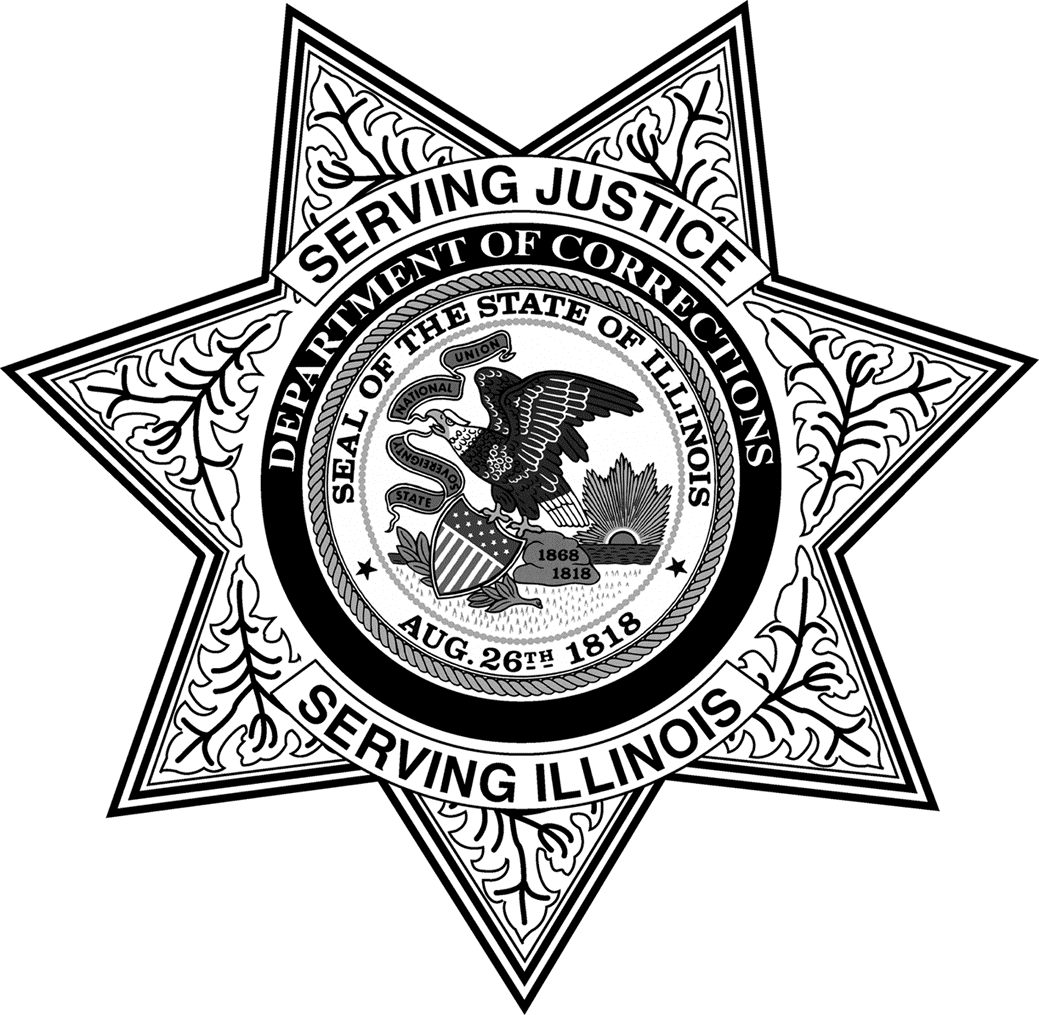 SERVING JUSTICE
DEPARTMENT OF CORRECTIONS
SEAL OF THE STATE OF ILLINOIS
UNION
NATIONAL
SOVEREIGNTY
STATE
1868
1818
AUG. 26TH 1818
SERVING ILLINOIS